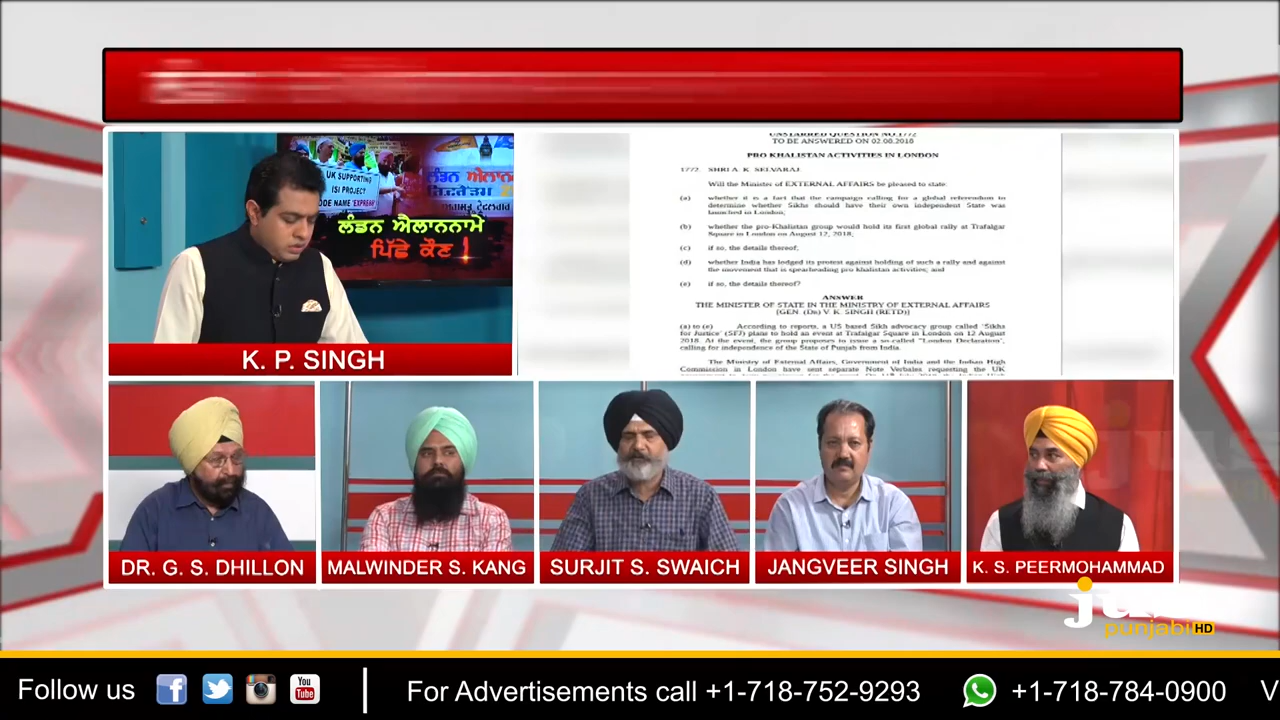 UK SUPPORTING
ISI PROJECT
ਲੰਡਨ ਐਲਾਨਨਾਮੇ
ਪਿੱਛੇ ਕੌਣ !
K. P. SINGH
UNSTARRED QUESTION NO.1772
TO BE ANSWERED ON 02.08.2018
PRO KHALISTAN ACTIVITIES IN LONDON
1772. SHRI A. K. SELVARAJ:
Will the Minister of EXTERNAL AFFAIRS be pleased to state:
(a) whether it is a fact that the campaign calling for a global referendum to
determine whether Sikhs should have their own independent State was
launched in London;
(b) whether the pro-Khalistan group would hold its first global rally at Trafalgar
Square in London on August 12, 2018;
(c) if so, the details thereof;
(d) whether India has lodged its protest against holding of such a rally and against
the movement that is spearheading pro khalistan activities; and
(e) if so, the details thereof?
ANSWER
THE MINISTER OF STATE IN THE MINISTRY OF EXTERNAL AFFAIRS
[GEN. (Dr) V. K. SINGH (RETD)]
(a) to (e) According to reports, a US based Sikh advocacy group called 'Sikhs
for Justice' (SFJ) plans to hold an event at Trafalgar Square in London on 12 August
2018. At the event, the group proposes to issue a so-called "London Declaration",
calling for independence of the State of Punjab from India.
The Ministry of External Affairs, Government of India and the Indian High
Commission in London have sent separate Note Verbales requesting the UK
DR. G. S. DHILLON
MALWINDER S. KANG
SURJIT S. SWAICH
JANGVEER SINGH
K. S. PEERMOHAMMAD
punjabi HD
Follow us
You
Tube
For Advertisements call +1-718-752-9293
+1-718-784-0900
V